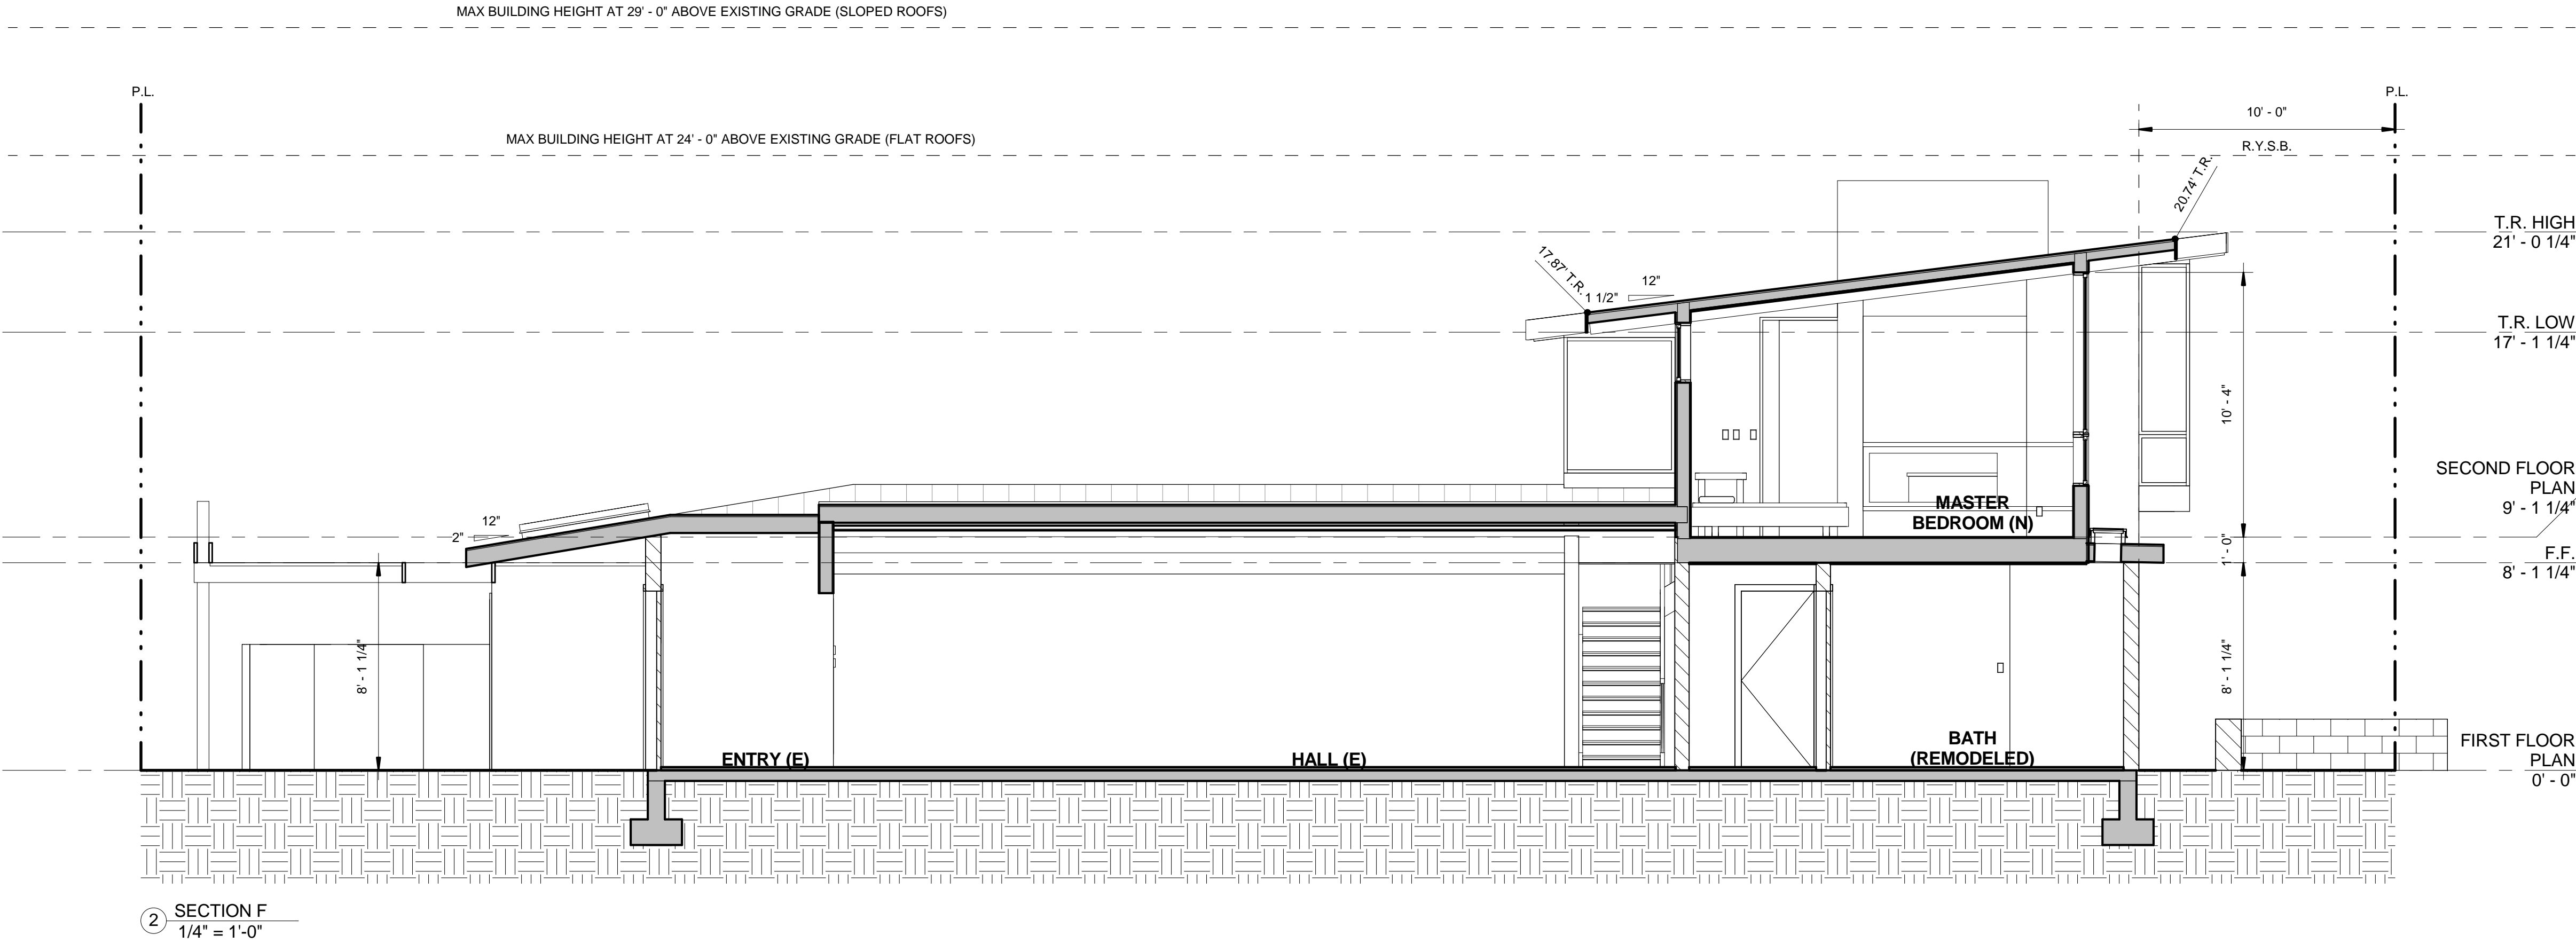 MAX BUILDING HEIGHT AT 29' - 0" ABOVE EXISTING GRADE (SLOPED ROOFS)
P.L.
P.L.
10' - 0"
MAX BUILDING HEIGHT AT 24' - 0" ABOVE EXISTING GRADE (FLAT ROOFS)
R.Y.S.B.
20.74' T.R.
T.R. HIGH
21' - 0 1/4"
17.87' T.R.
12"
1 1/2"
T.R. LOW
17' - 1 1/4"
10' - 4"
SECOND FLOOR
PLAN
9' - 1 1/4"
MASTER
BEDROOM (N)
12"
2"
1' - 0"
F.F.
8' - 1 1/4"
8' - 1 1/4"
8' - 1 1/4"
ENTRY (E)
HALL (E)
BATH
(REMODELED)
FIRST FLOOR
PLAN
0' - 0"
2
SECTION F
1/4" = 1'-0"